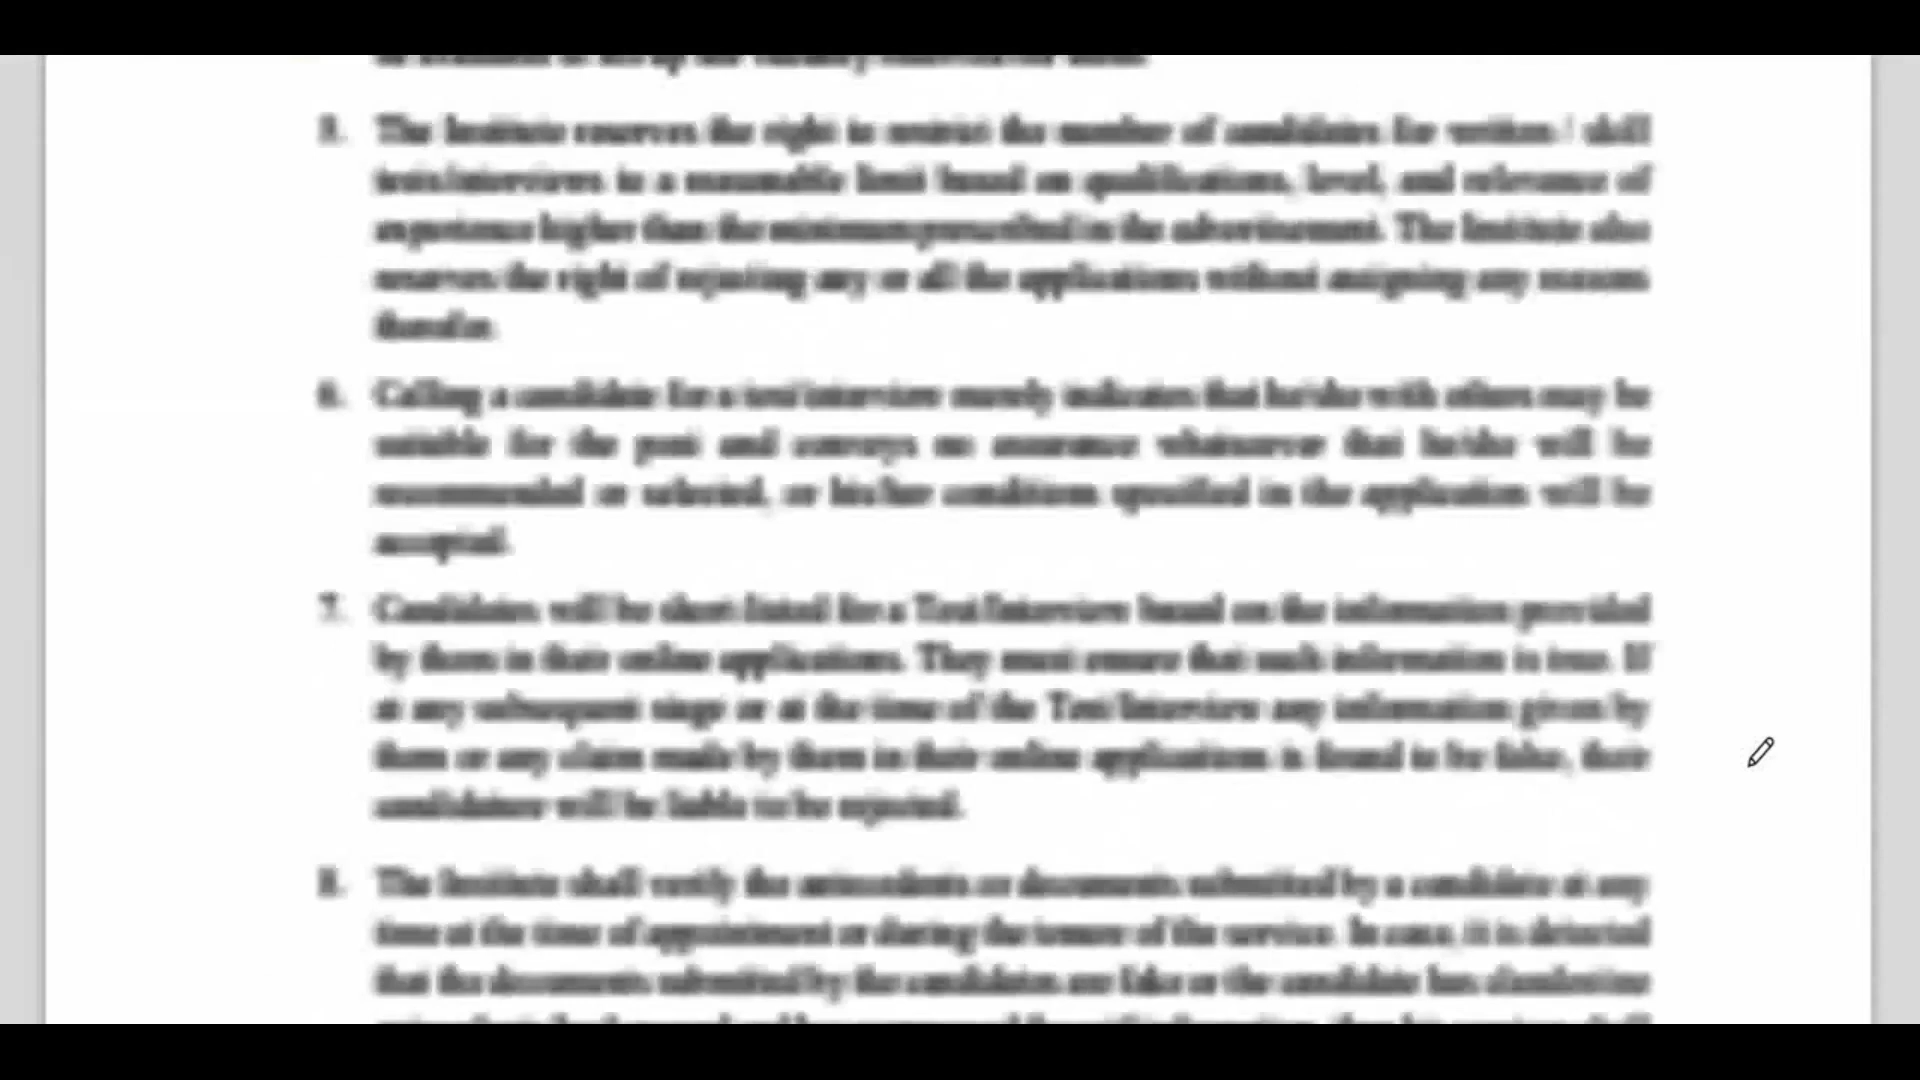 The Institute reserves the right to restrict the number of candidates for written / skill
tests/interviews to a reasonable limit based on qualifications, level, and relevance of
experience higher than the minimum prescribed in the advertisement. The Institute also
reserves the right of rejecting any or all the applications without assigning any reasons
therefor.
6. Calling a candidate for a test/interview merely indicates that he/she with others may be
suitable for the post and conveys no assurance whatsoever that he/she will be
recommended or selected, or his/her conditions specified in the application will be
accepted.
7. Candidates will be short-listed for a Test/Interview based on the information provided
by them in their online applications. They must ensure that such information is true. If
at any subsequent stage or at the time of the Test/Interview any information given by
them or any claim made by them in their online applications is found to be false, their
candidature will be liable to be rejected.
8. The Institute shall verify the antecedents or documents submitted by a candidate at any
time at the time of appointment or during the tenure of the service. In case, it is detected
that the documents submitted by the candidates are fake or the candidate has clandestine